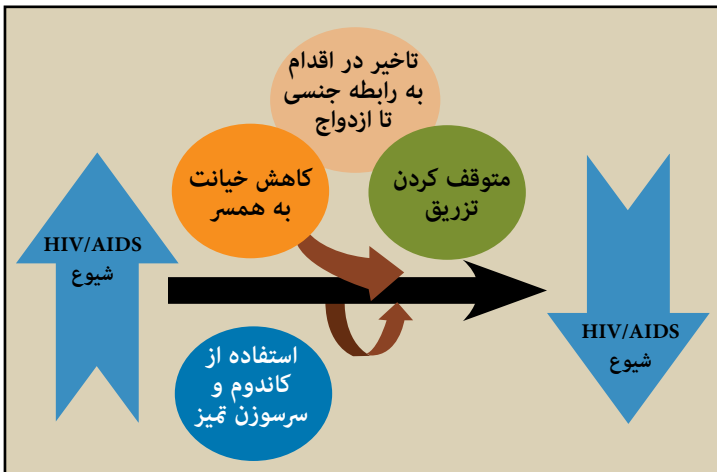 تاخیر در اقدام
به رابطه جنسی
تا ازدواج
متوقف کردن
تزریق
کاهش خیانت
به همسر
HIV/AIDS
شیوع
HIV/AIDS
شیوع
استفاده از
کاندوم و
سرسوزن تمیز